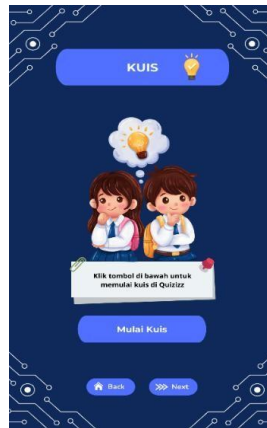 KUIS
Klik tombol di bawah untuk
memulai kuis di Quizizz
Mulai Kuis
Back
Next